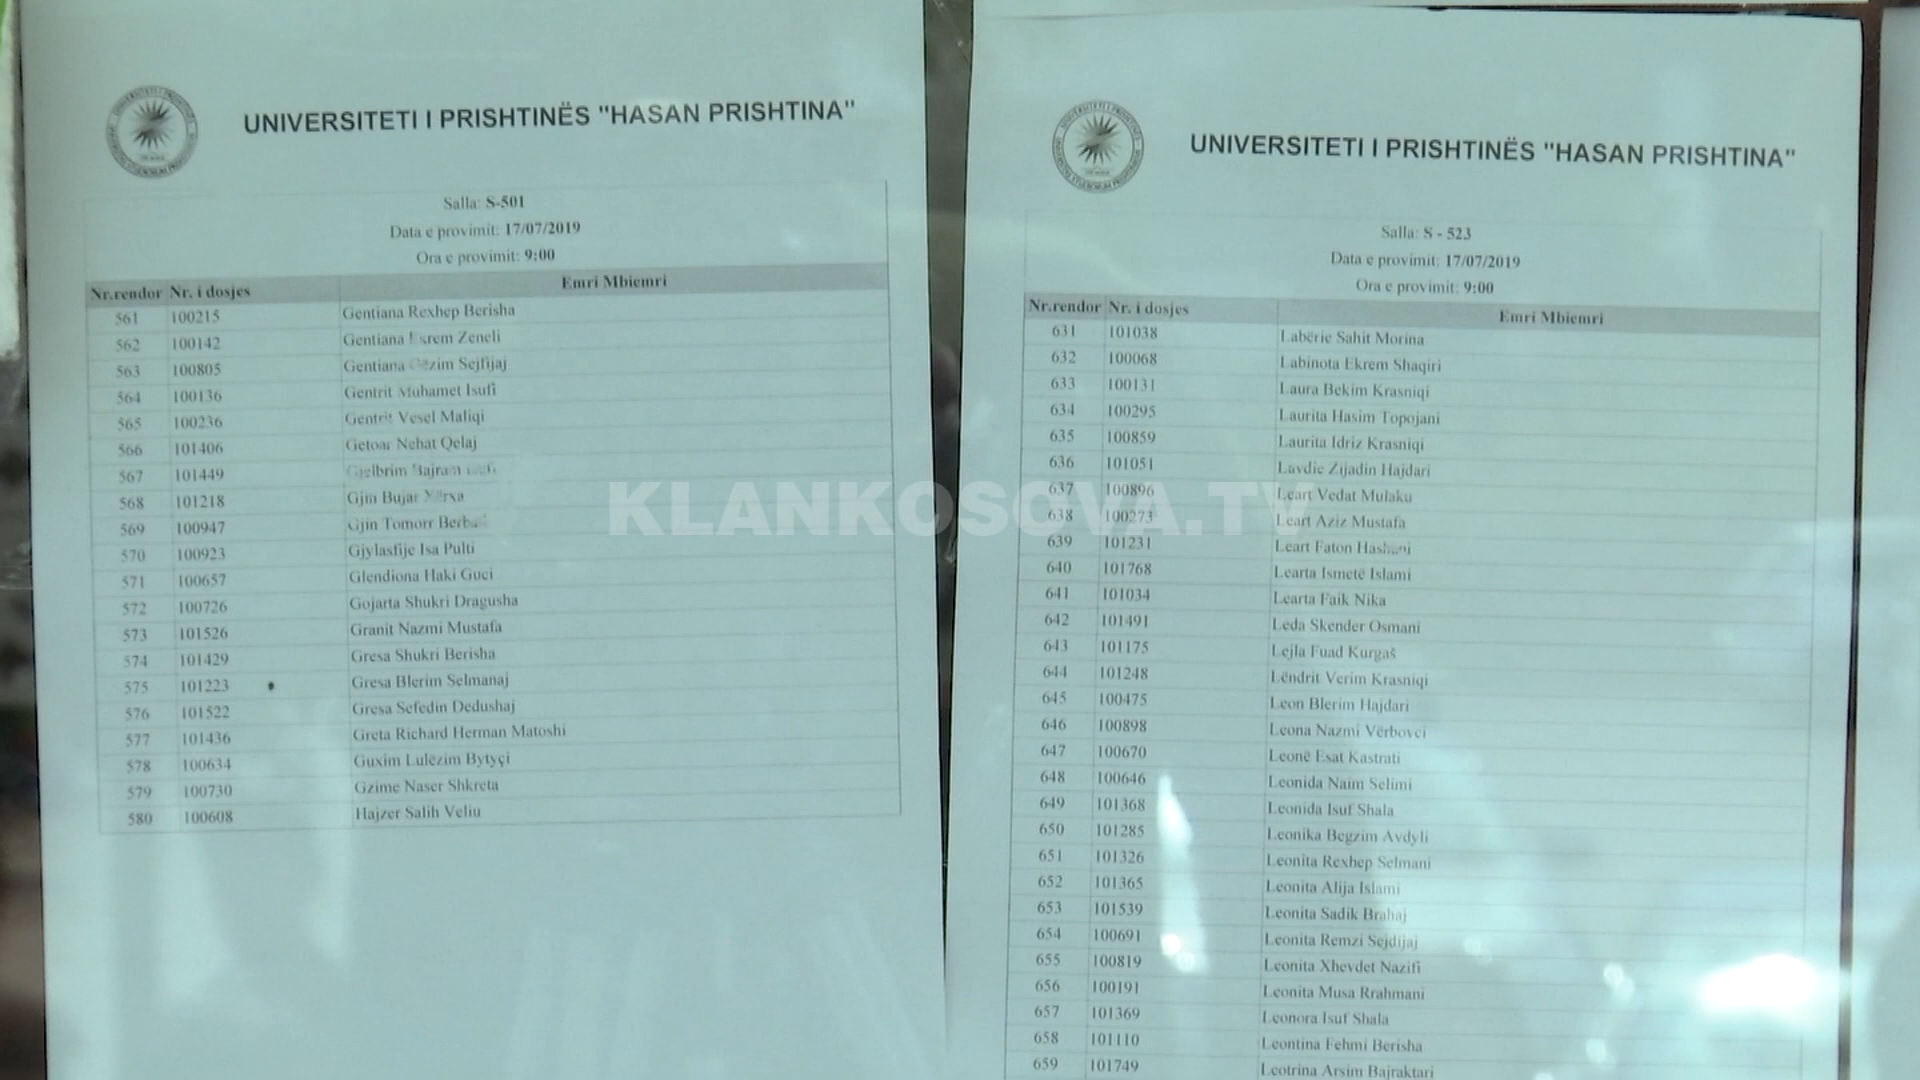 UNIVERSITETI I PRISHTINËS "HASAN PRISHTINA"
Salla: S-501
Data e provimit: 17/07/2019
Ora e provimit: 9:00
Nr.rendor Nr. i dosjes Emri Mbiemri
561 100215 Gentiana Rexhep Berisha
562 100142 Gentiana Ekrem Zeneli
563 100805 Gentiana Gëzim Sejfijaj
564 100136 Gentrit Muhamet Isufi
565 100236 Gentrit Vesel Maliqi
566 101406 Getoar Nehat Qelaj
567 101449 Bajram
568 101218 Gjin Bujar
569 100947 Gjin Tomorr
570 100923 Gjylasfije Isa Pulti
571 100657 Glendiona Haki Guci
572 100726 Gojarta Shukri Dragusha
573 101526 Granit Nazmi Mustafa
574 101429 Gresa Shukri Berisha
575 101223 Gresa Blerim Selmanaj
576 101522 Gresa Sefedin Dedushaj
577 101436 Greta Richard Herman Matoshi
578 100634 Guxim Lulëzim Bytyçi
579 100730 Gzime Naser Shkreta
580 100608 Hajzer Salih Veliu
UNIVERSITETI I PRISHTINËS "HASAN PRISHTINA"
Salla: S - 523
Data e provimit: 17/07/2019
Ora e provimit: 9:00
Nr.rendor Nr. i dosjes Emri Mbiemri
631 101038 Labërie Sahit Morina
632 100068 Labinota Ekrem Shaqiri
633 100131 Laura Bekim Krasniqi
634 100295 Laurita Hasim Topojani
635 100859 Laurita Idriz Krasniqi
636 101051 Lavdie Zijadin Hajdari
637 100896 Leart Vedat Mulaku
638 100273 Leart Aziz Mustafa
639 101231 Leart Faton Hashani
640 101768 Learta Ismetë Islami
641 101034 Learta Faik Nika
642 101491 Leda Skender Osmani
643 101175 Lejla Fuad Kurgaš
644 101248 Lëndrit Verim Krasniqi
645 100475 Leon Blerim Hajdari
646 100898 Leona Nazmi Vërbovci
647 100670 Leonë Esat Kastrati
648 100646 Leonida Naim Selimi
649 101368 Leonida Isuf Shala
650 101285 Leonika Begzim Avdyli
651 101326 Leonita Rexhep Selmani
652 101365 Leonita Alija Islami
653 101539 Leonita Sadik Brahaj
654 100691 Leonita Remzi Sejdijaj
655 100819 Leonita Xhevdet Nazifi
656 100191 Leonita Musa Rrahmani
657 101369 Leonora Isuf Shala
658 101110 Leontina Fehmi Berisha
659 101749 Leotrina Arsim Bajraktari
KLANKOSOVA.TV